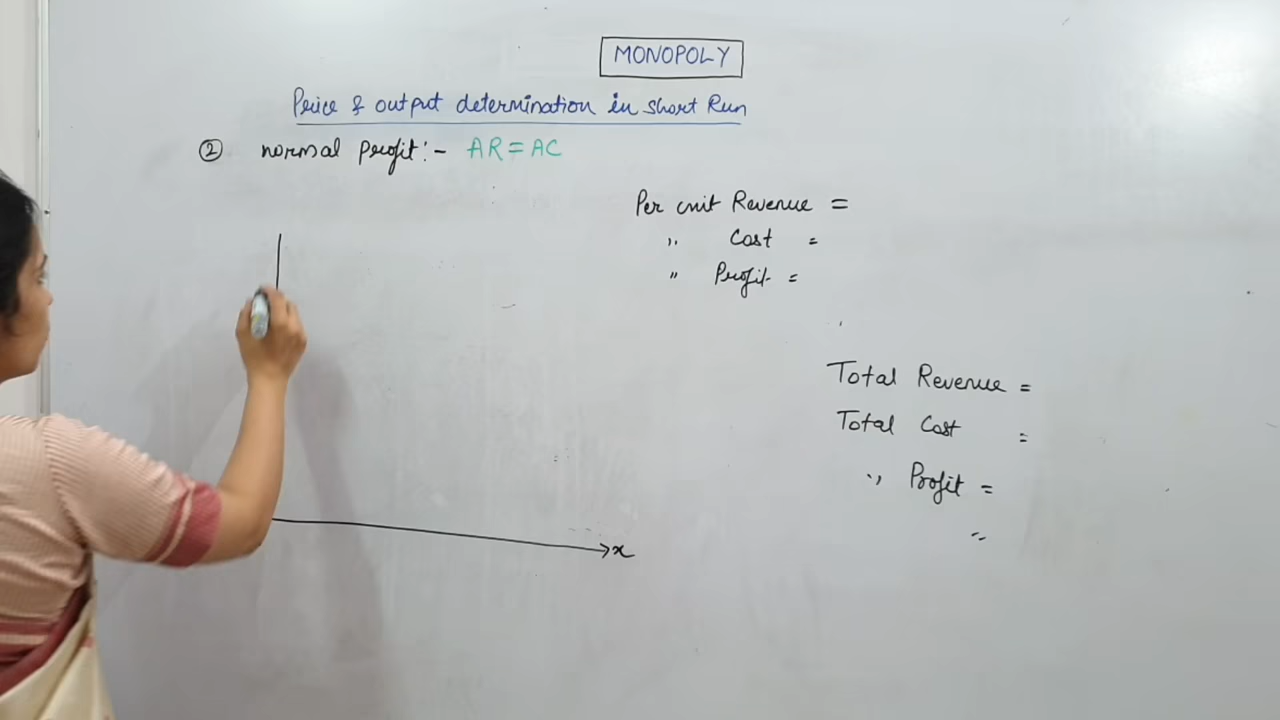 MONOPOLY
Price & output determination in short Run
② normal profit:- AR = AC
Per unit Revenue =
,, Cost =
,, Profit =
Total Revenue =
Total Cost =
,, Profit =
x